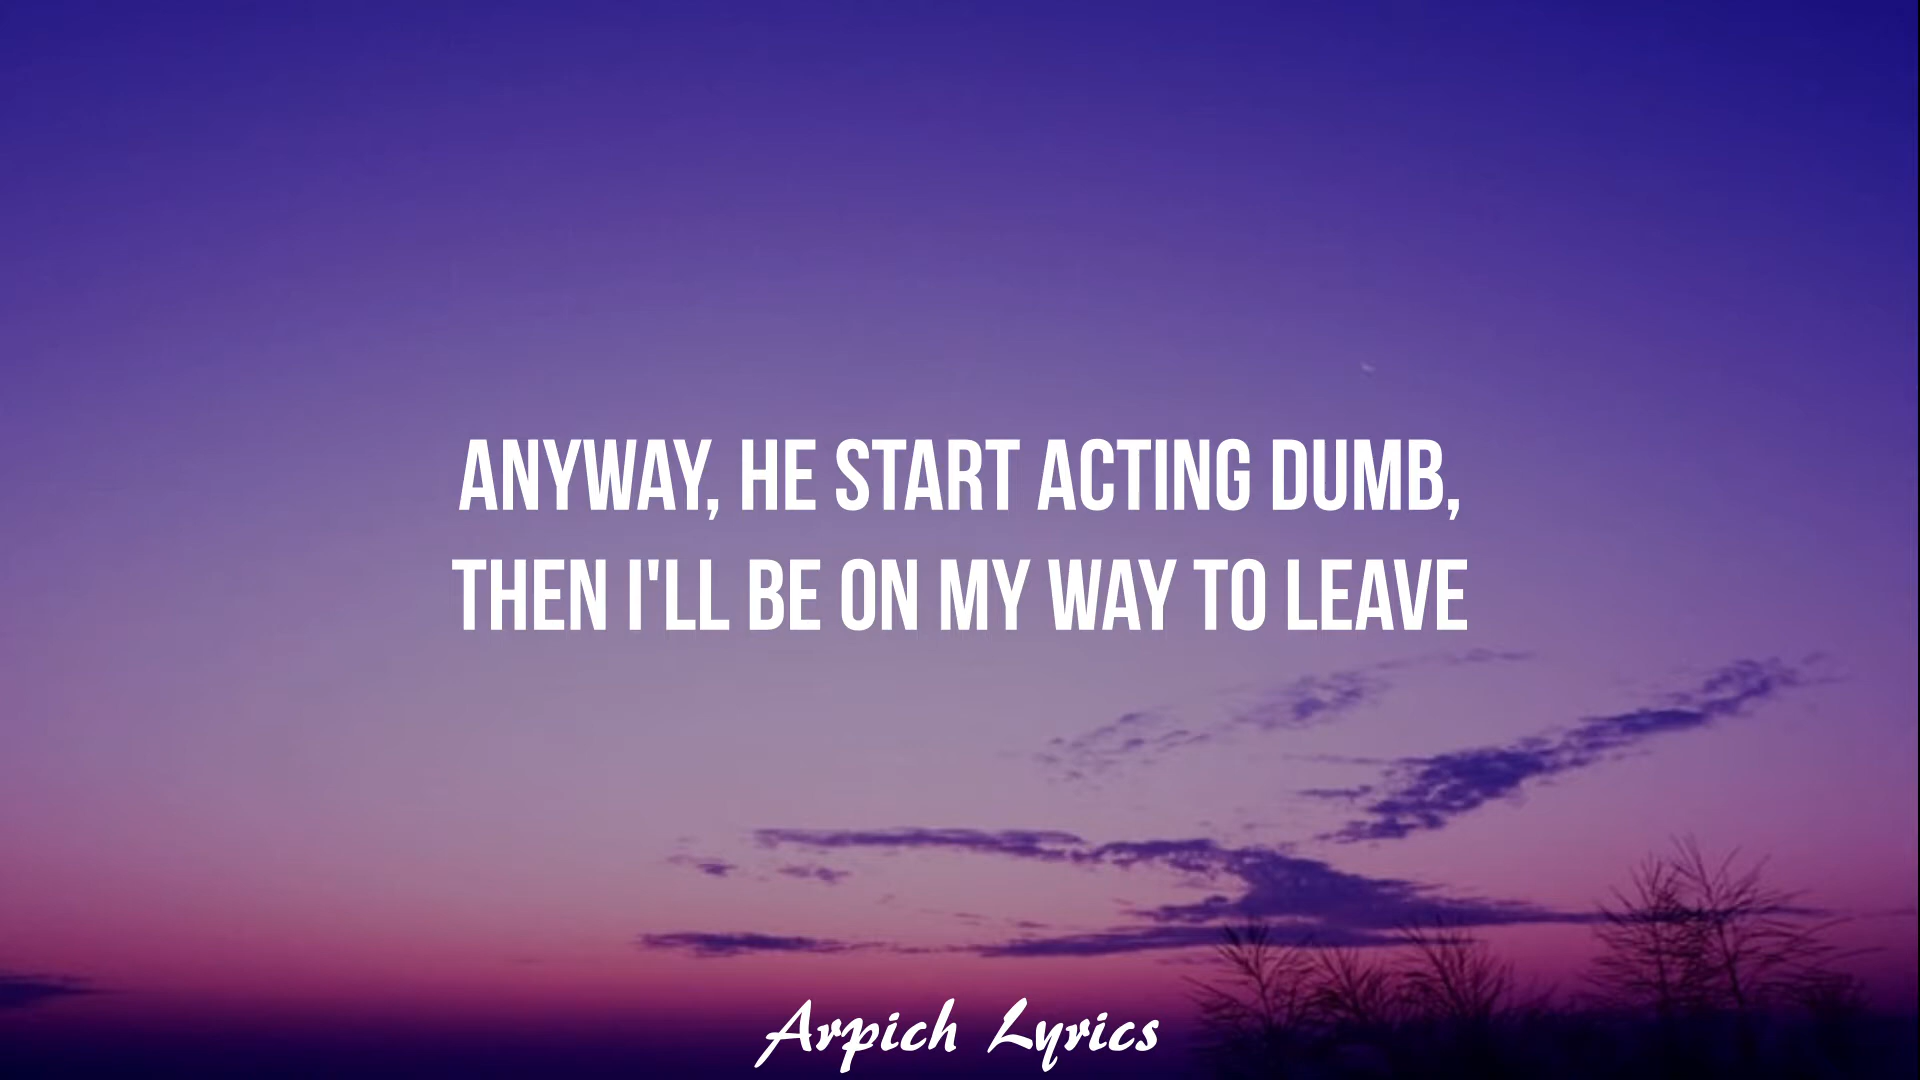 ANYWAY, HE START ACTING DUMB,
THEN I'LL BE ON MY WAY TO LEAVE
Arpich Lyrics